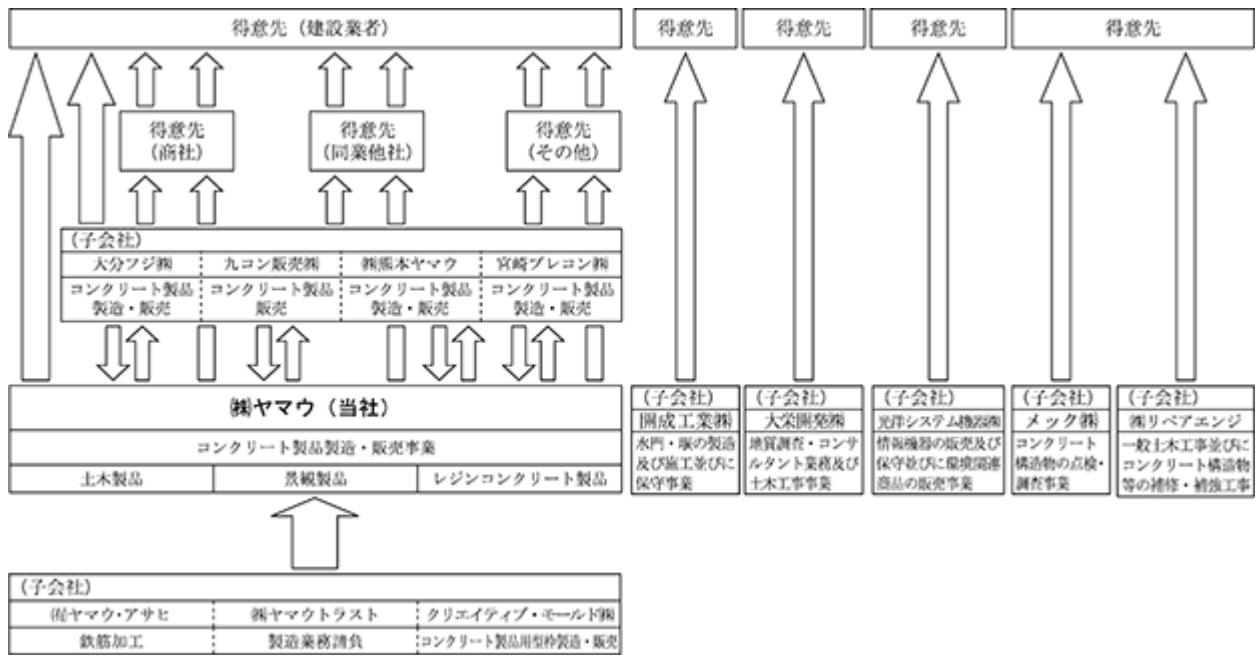 得意先（建設業者）
得意先
得意先
得意先
得意先
得意先
（商社）
得意先
（同業他社）
得意先
（その他）
（子会社）
大分フジ㈱
九コン販売㈱
㈱熊本ヤマウ
宮崎プレコン㈱
コンクリート製品
製造・販売
コンクリート製品
販売
コンクリート製品
製造・販売
コンクリート製品
製造・販売
㈱ヤマウ（当社）
コンクリート製品製造・販売事業
土木製品
景観製品
レジンコンクリート製品
（子会社）
開成工業㈱
水門・堰の製造
及び施工並びに
保守事業
（子会社）
大栄開発㈱
地質調査・コンサ
ルタント業務及び
土木工事事業
（子会社）
光洋システム機器㈱
情報機器の販売及び
保守並びに環境関連
商品の販売事業
（子会社）
メック㈱
コンクリート
構造物の点検・
調査事業
（子会社）
㈱リペアエンジ
一般土木工事並びに
コンクリート構造物
等の補修・補強工事
（子会社）
㈲ヤマウ・アサヒ
㈱ヤマウトラスト
クリエイティブ・モールド㈱
鉄筋加工
製造業務請負
コンクリート製品用型枠製造・販売